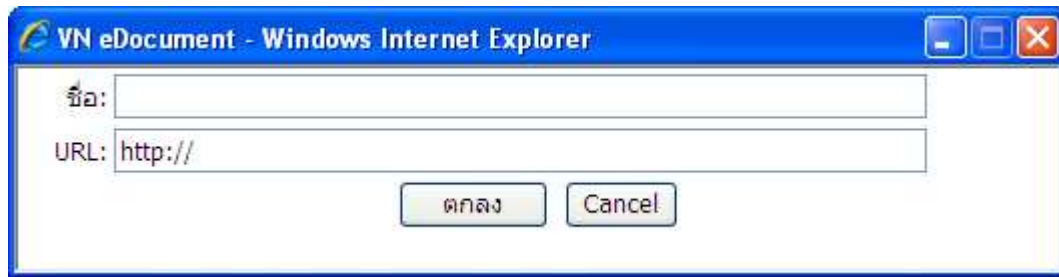 VN eDocument - Windows Internet Explorer
ชื่อ:
URL: http://
ตกลง Cancel